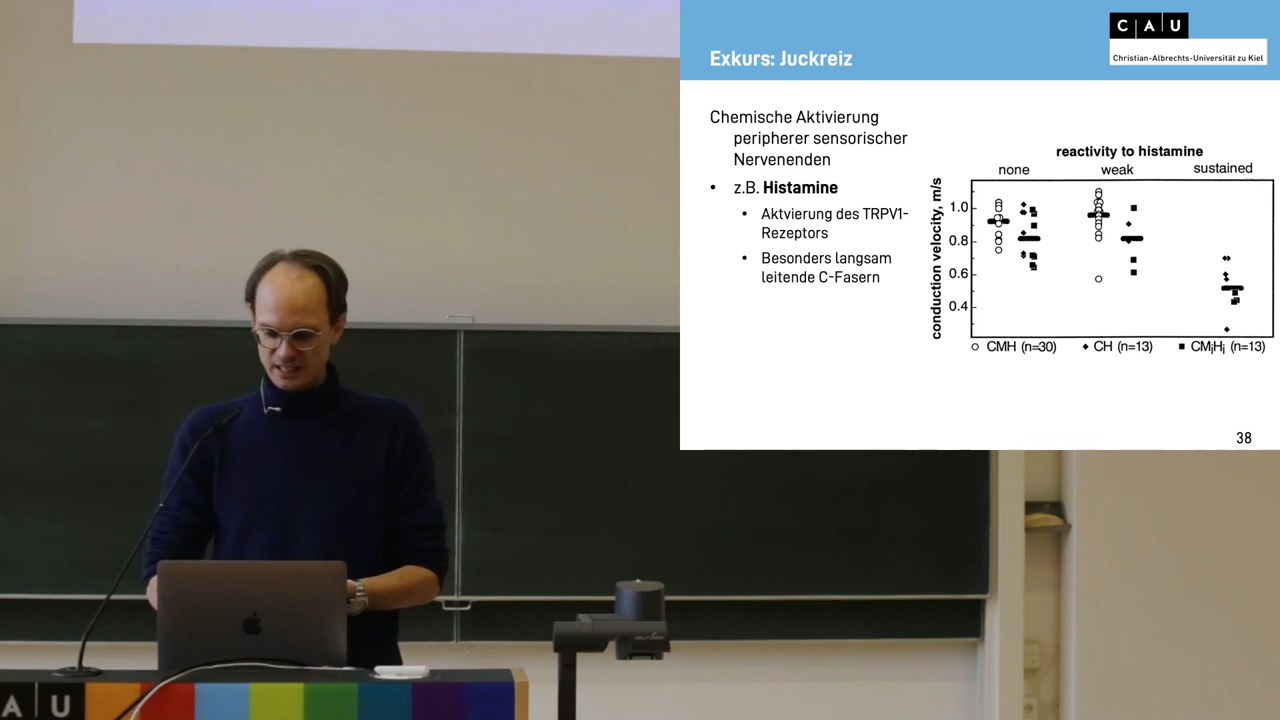 CAU
Christian-Albrechts-Universität zu Kiel
Exkurs: Juckreiz
Chemische Aktivierung
peripherer sensorischer
Nervenenden
• z.B. Histamine
• Aktvierung des TRPV1-
Rezeptors
• Besonders langsam
leitende C-Fasern
reactivity to histamine
none weak sustained
conduction velocity, m/s
1.0
0.8
0.6
0.4
○ CMH (n=30) ◆ CH (n=13) ■ CMiHi (n=13)
38
A U